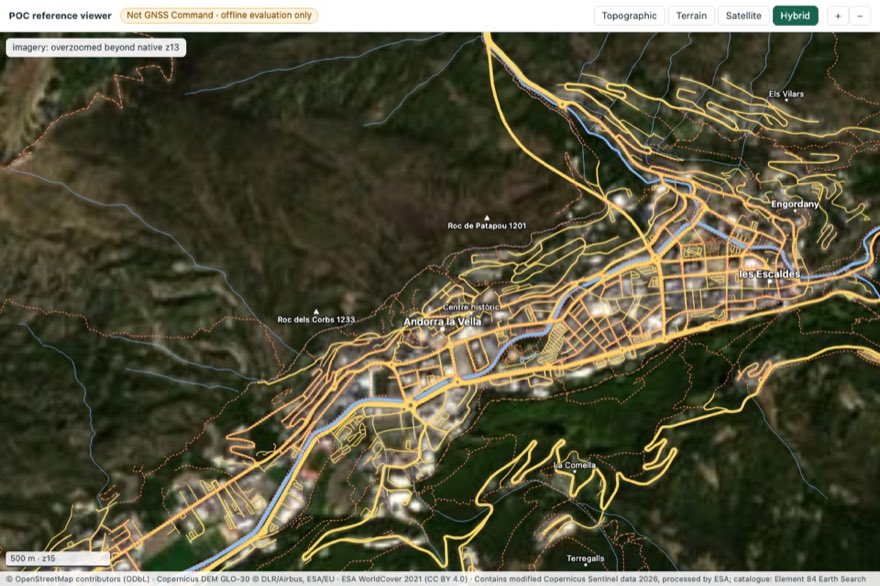 POC reference viewer
Not GNSS Command · offline evaluation only
Topographic
Terrain
Satellite
Hybrid
+
−
imagery: overzoomed beyond native z13
Els Vilars
Engordany
Roc de Patapou 1201
les Escaldes
Centre històric
Roc dels Corbs 1233
Andorra la Vella
La Comella
Terregalls
500 m · z15
© OpenStreetMap contributors (ODbL) · Copernicus DEM GLO-30 © DLR/Airbus, ESA/EU · ESA WorldCover 2021 (CC BY 4.0) · Contains modified Copernicus Sentinel data 2026, processed by ESA; catalogue: Element 84 Earth Search